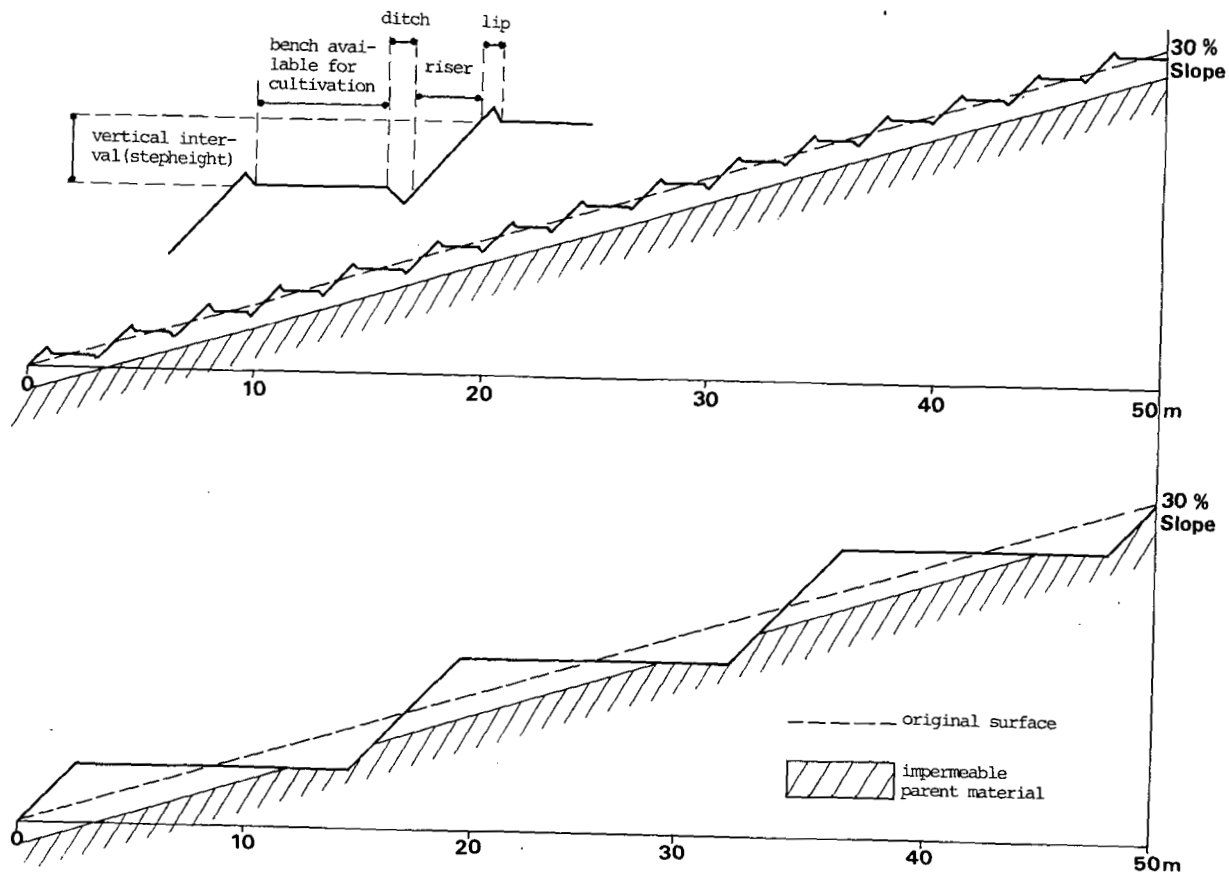 ditch
lip
bench avai-
lable for
cultivation
riser
vertical inter-
val(stepheight)
30 %
Slope
0
10
20
30
40
50 m
30 %
Slope
original surface
impermeable
parent material
0
10
20
30
40
50 m